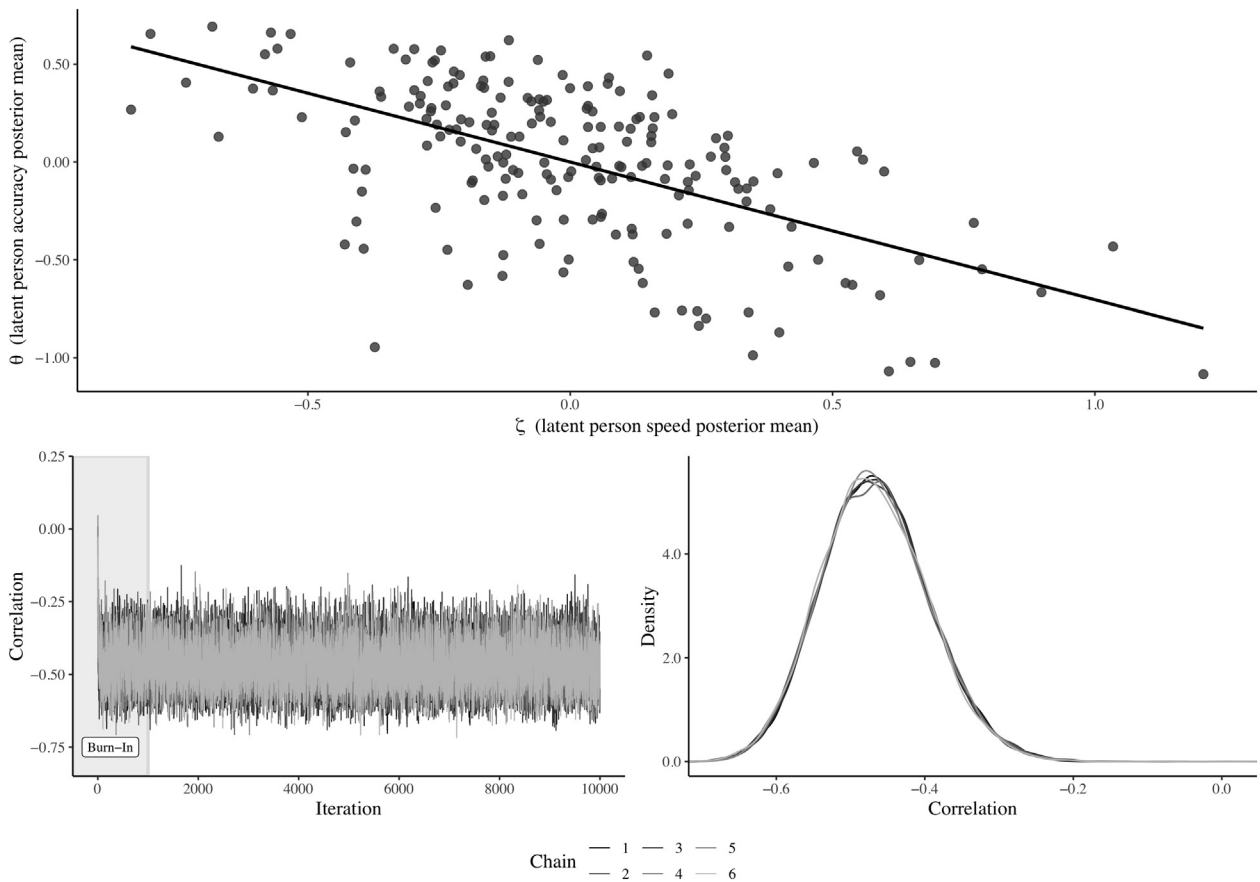 θ (latent person accuracy posterior mean)
0.50
0.00
−0.50
−1.00
−0.5 0.0 0.5 1.0
ζ (latent person speed posterior mean)
Correlation
0.25
0.00
−0.25
−0.50
−0.75
Burn−In
0 2000 4000 6000 8000 10000
Iteration
Density
4.0
2.0
0.0
−0.6 −0.4 −0.2 0.0
Correlation
Chain
1 3 5
2 4 6